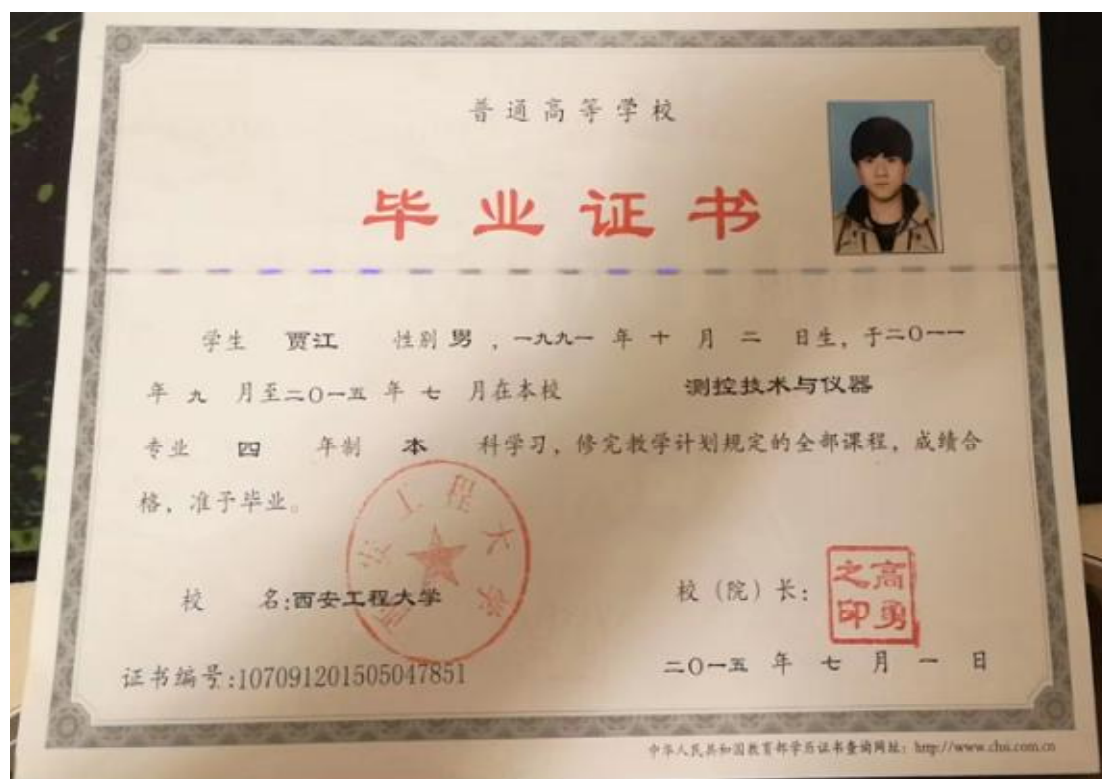 普通高等学校
毕业证书
学生 贾江 性别 男 ,一九九一 年 十 月 二 日生, 于二〇一一
年 九 月至二〇一五 年 七 月在本校 测控技术与仪器
专业 四 年制 本 科学习, 修完教学计划规定的全部课程, 成绩合
格, 准予毕业。
西安工程大学
校 名:西安工程大学
校 (院) 长:
高勇之印
证书编号:107091201505047851
二〇一五 年 七 月 一 日
中华人民共和国教育部学历证书查询网址: http://www.chsi.com.cn